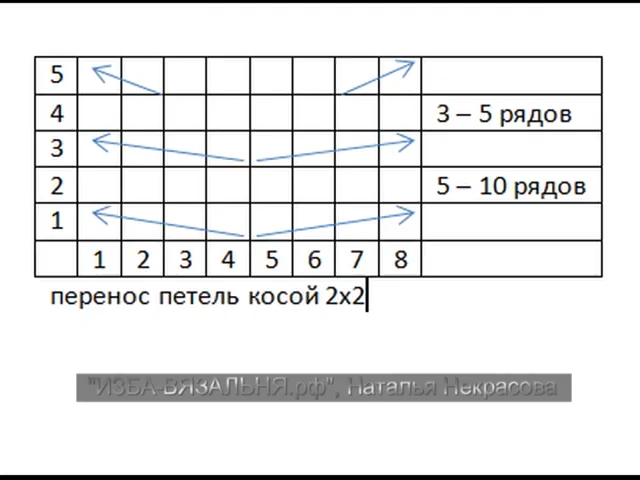 5
4 3 – 5 рядов
3
2 5 – 10 рядов
1
1 2 3 4 5 6 7 8
перенос петель косой 2х2
"ИЗБА-ВЯЗАЛЬНЯ.рф", Наталья Некрасова